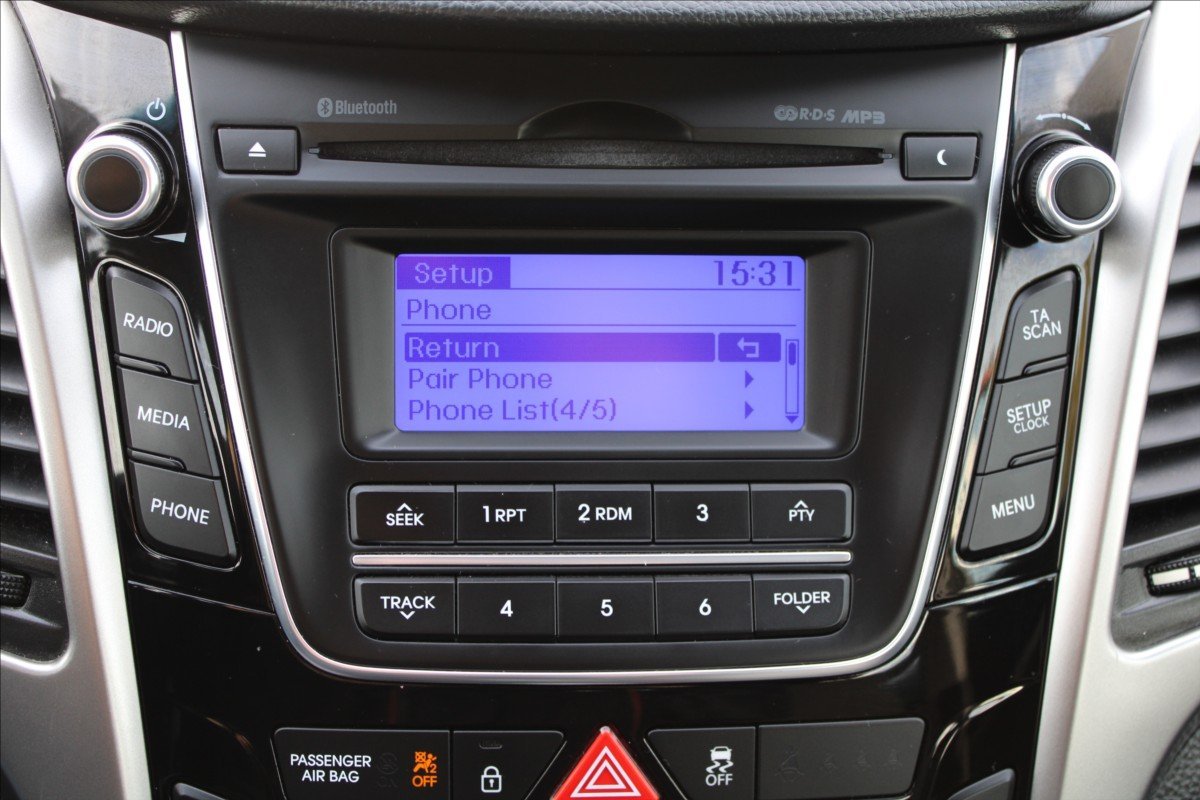 Bluetooth
R·D·S MP3
Setup 15:31
Phone
Return
Pair Phone
Phone List(4/5)
RADIO
MEDIA
PHONE
TA
SCAN
SETUP
CLOCK
MENU
SEEK 1 RPT 2 RDM 3 PTY
TRACK 4 5 6 FOLDER
PASSENGER
AIR BAG
2
OFF
OFF